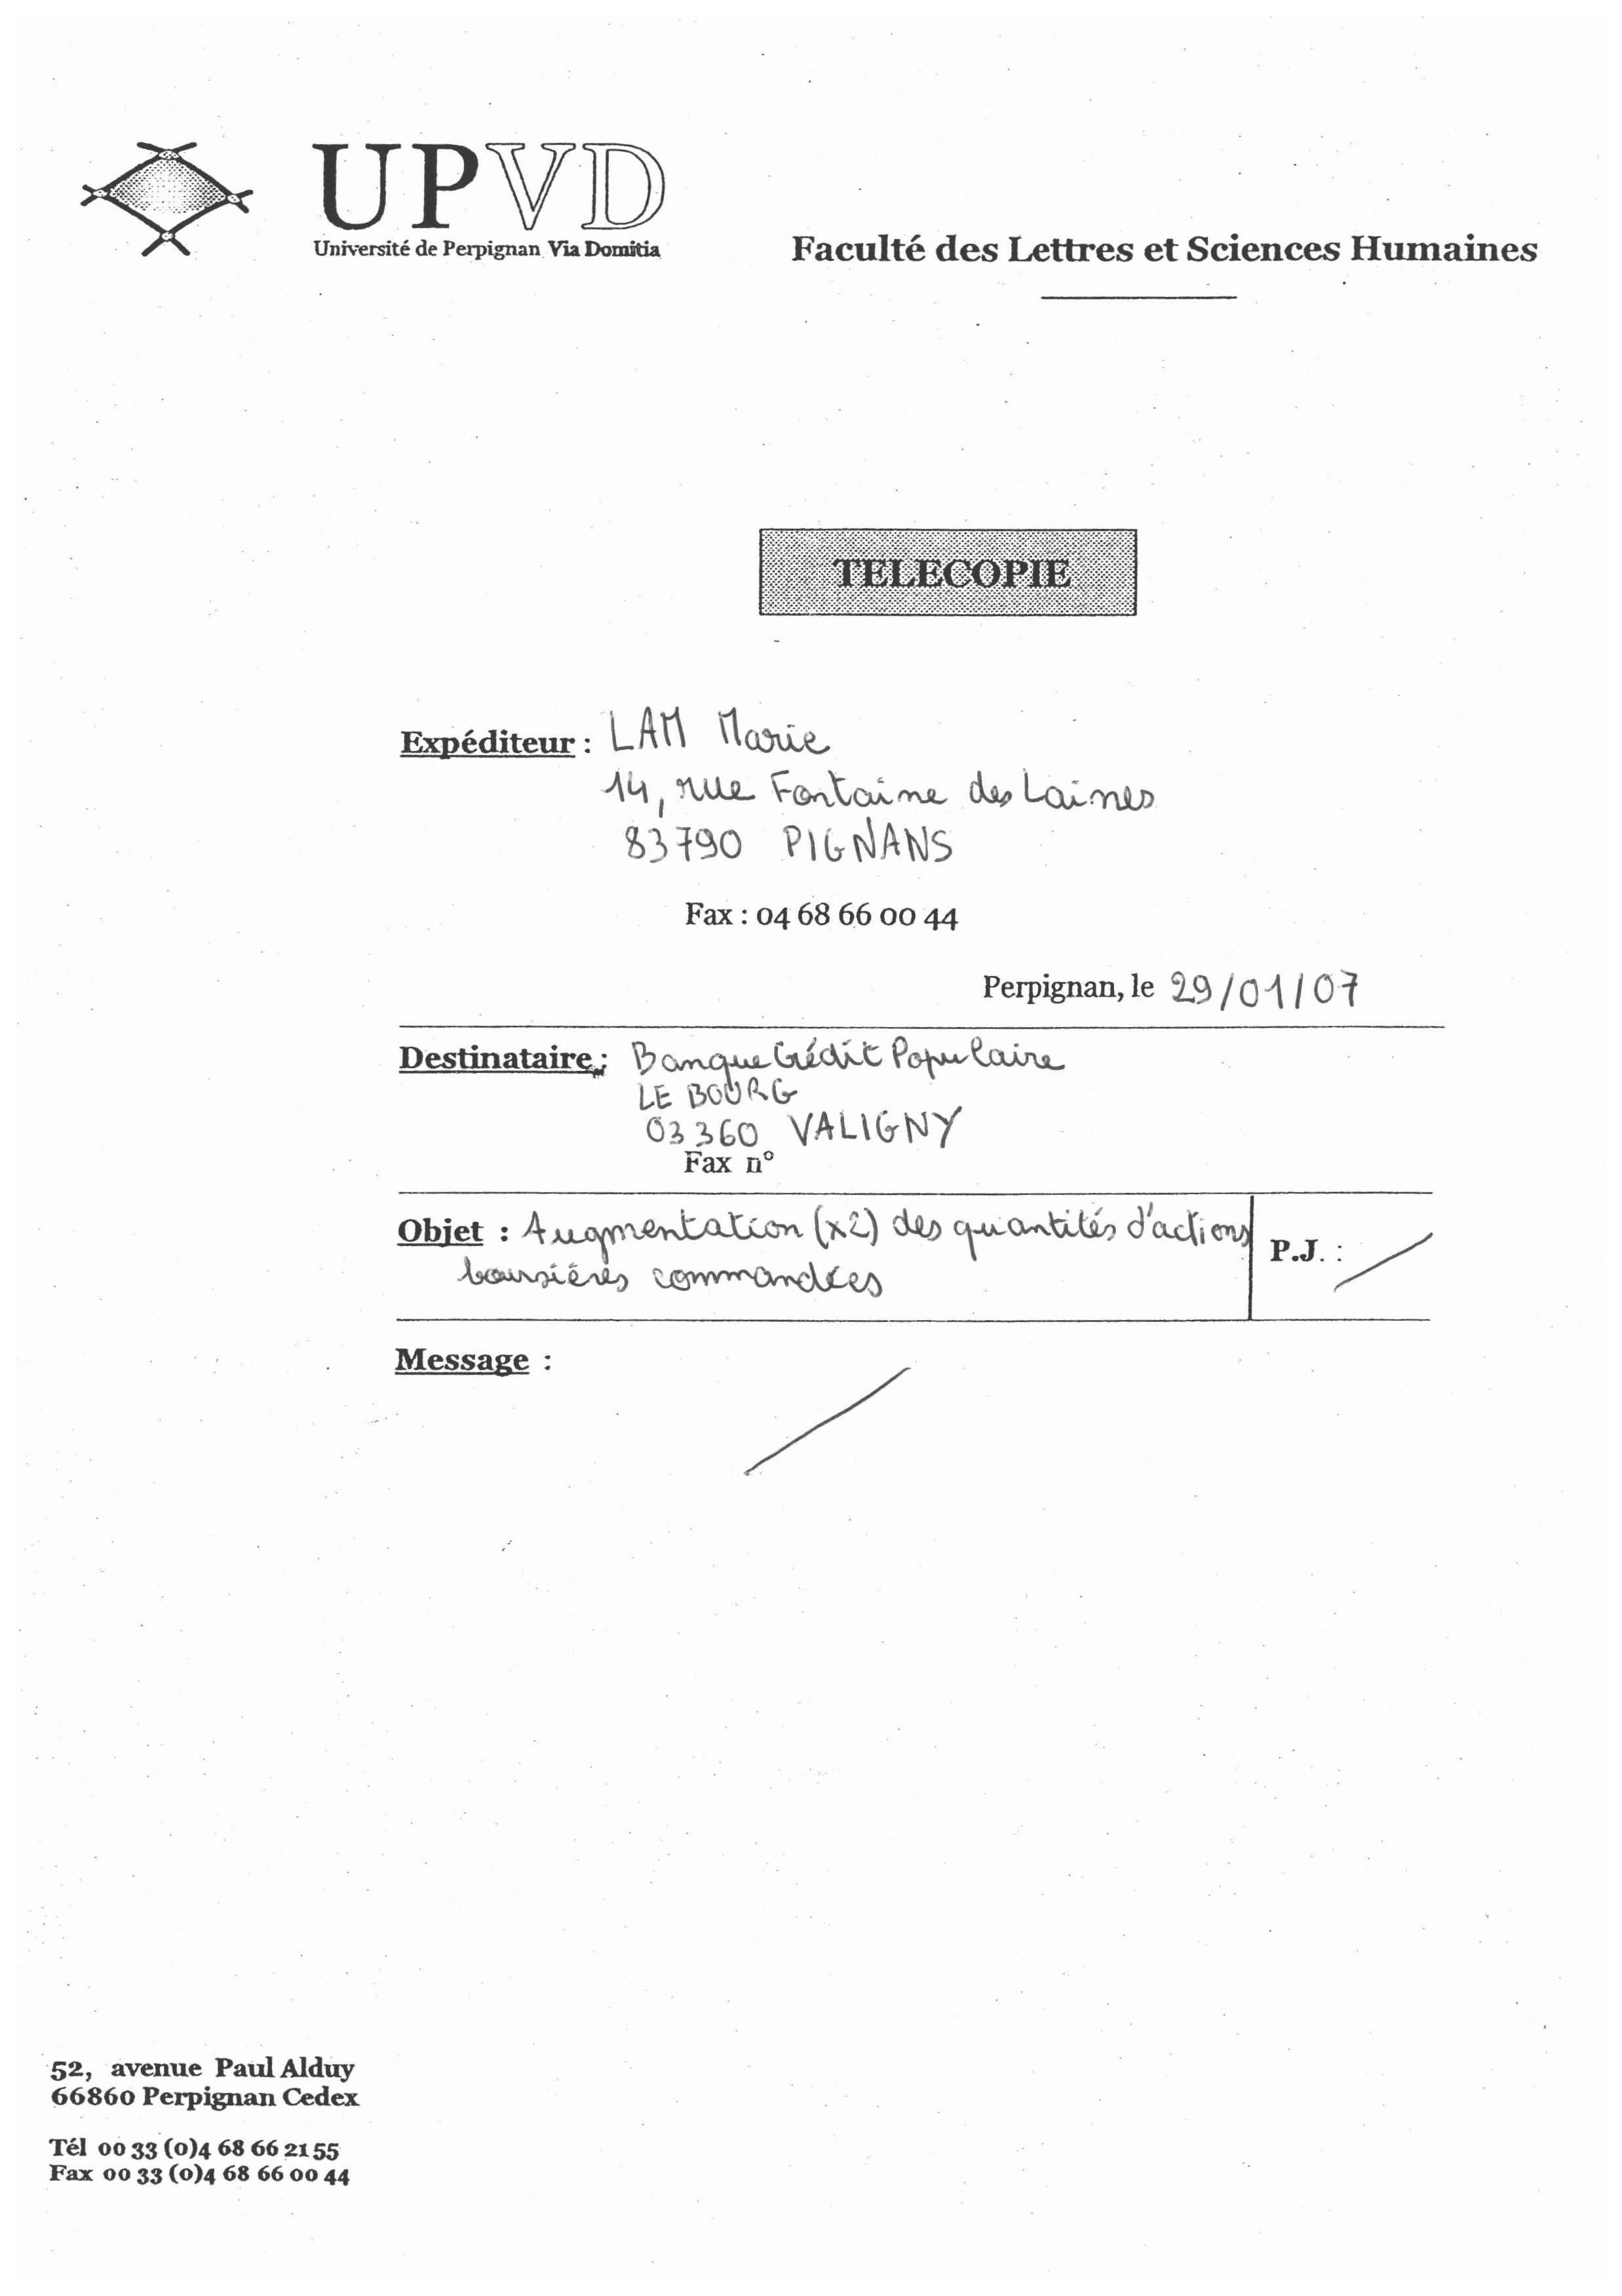 UPVD
Université de Perpignan Via Domitia
Faculté des Lettres et Sciences Humaines
TELECOPIE
Expéditeur : LAM Marie
14, rue Fontaine des Laines
83790 PIGNANS
Fax : 04 68 66 00 44
Perpignan, le 29/01/07
Destinataire : Banque Crédit Populaire
LE BOURG
03360 VALIGNY
Fax n°
Objet : Augmentation (x2) des quantités d'actions
boursières commandées
P.J. :
Message :
52, avenue Paul Alduy
66860 Perpignan Cedex
Tél 00 33 (0)4 68 66 21 55
Fax 00 33 (0)4 68 66 00 44